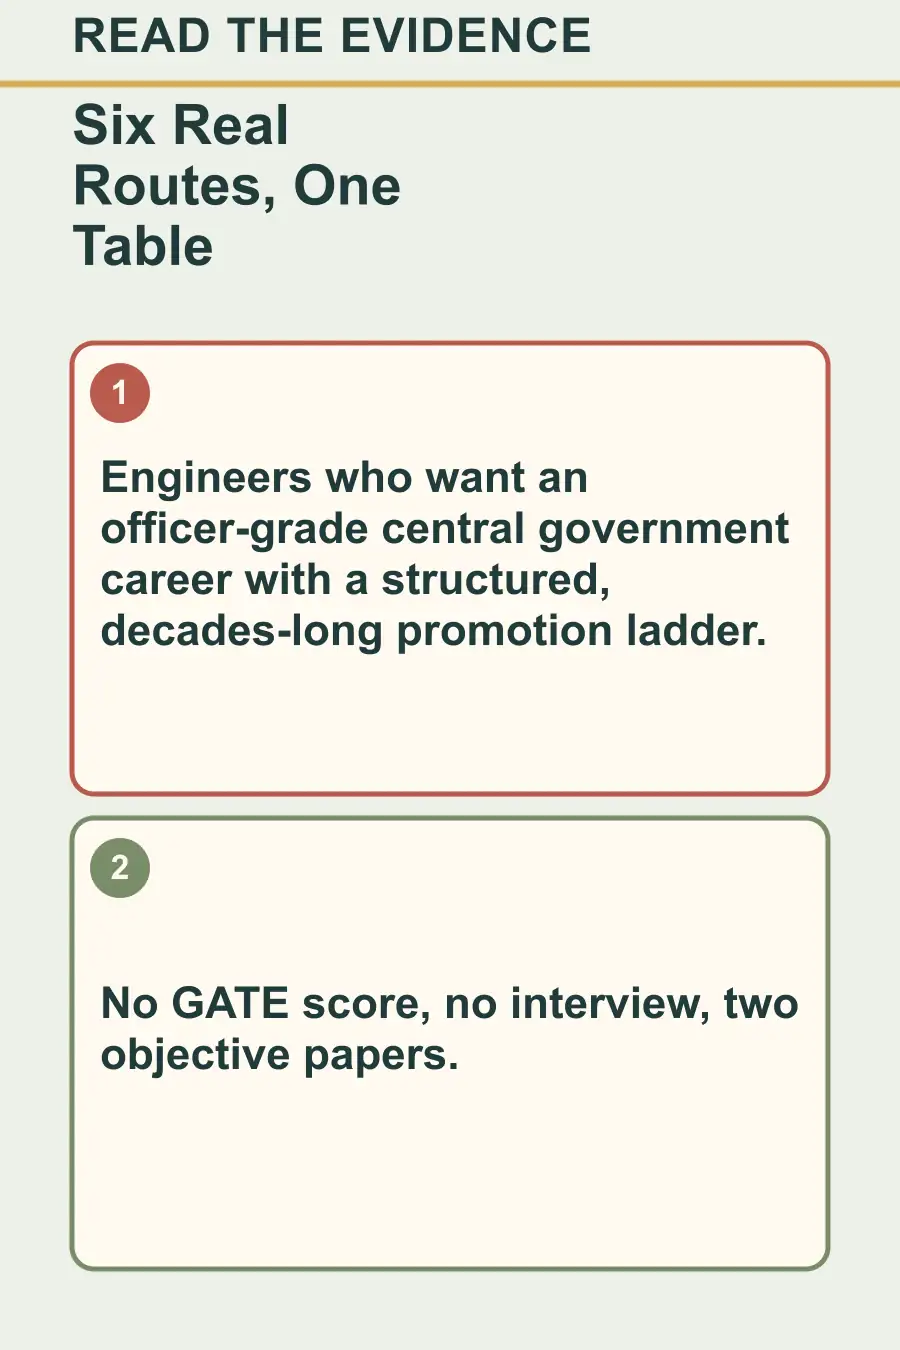 READ THE EVIDENCE
Six Real
Routes, One
Table
1
Engineers who want an
officer-grade central government
career with a structured,
decades-long promotion ladder.
2
No GATE score, no interview, two
objective papers.